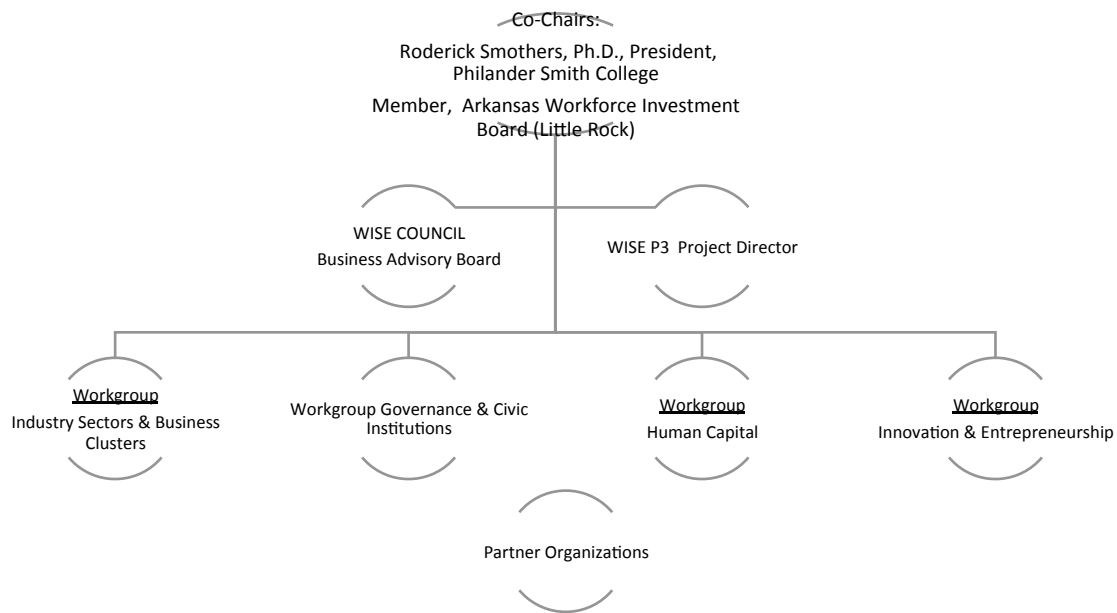 Co-Chairs:
Roderick Smothers, Ph.D., President,
Philander Smith College
Member, Arkansas Workforce Investment
Board (Little Rock)
WISE COUNCIL
Business Advisory Board
WISE P3 Project Director
Workgroup
Industry Sectors & Business
Clusters
Workgroup Governance & Civic
Institutions
Workgroup
Human Capital
Workgroup
Innovation & Entrepreneurship
Partner Organizations